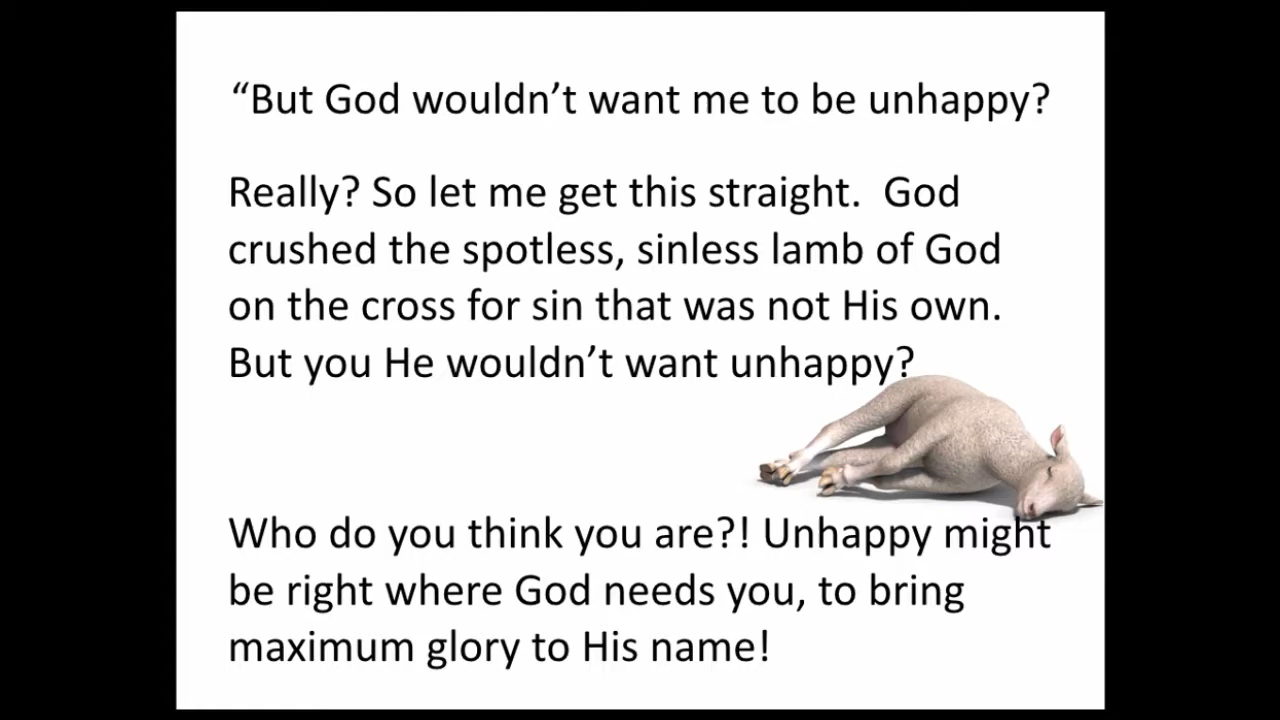 “But God wouldn’t want me to be unhappy?
Really? So let me get this straight.  God
crushed the spotless, sinless lamb of God
on the cross for sin that was not His own.
But you He wouldn’t want unhappy?
Who do you think you are?! Unhappy might
be right where God needs you, to bring
maximum glory to His name!